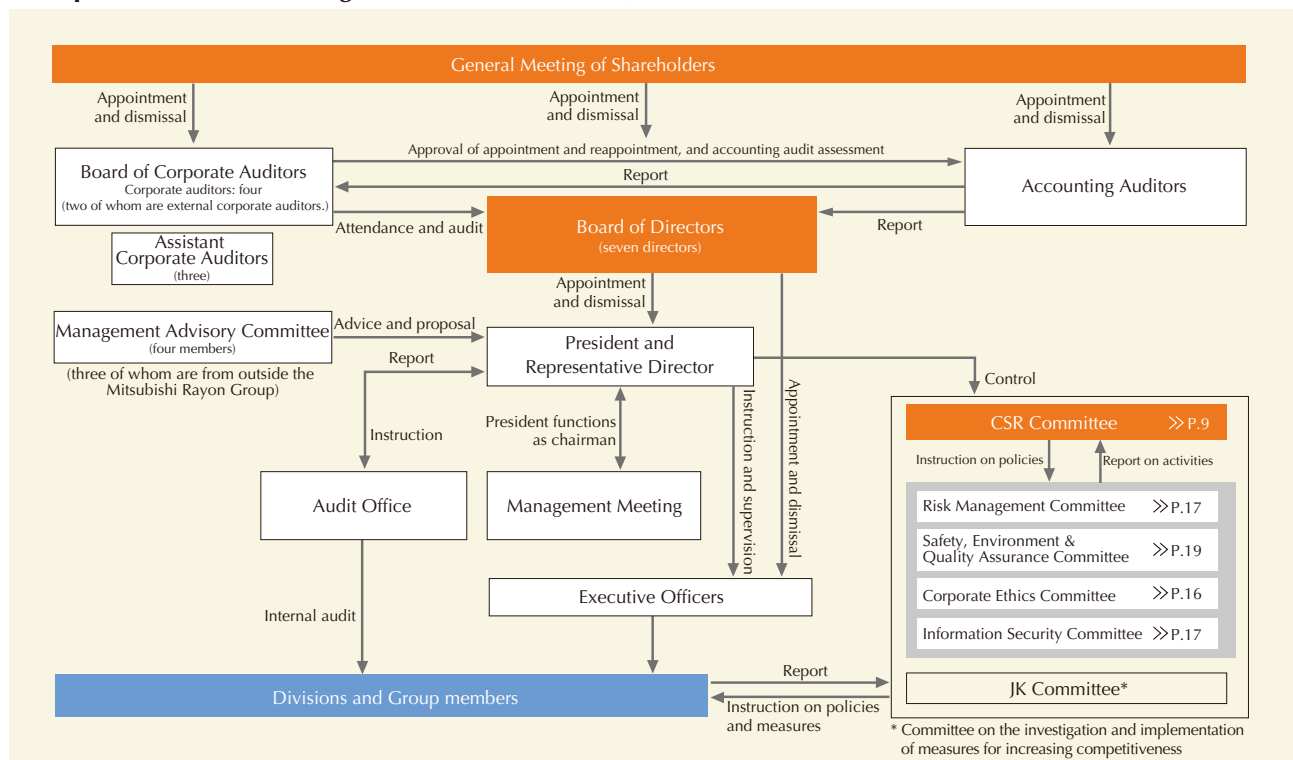 General Meeting of Shareholders
Appointment
and dismissal
Appointment
and dismissal
Appointment
and dismissal
Board of Corporate Auditors
Corporate auditors: four
(two of whom are external corporate auditors.)
Approval of appointment and reappointment, and accounting audit assessment
Report
Accounting Auditors
Attendance and audit
Board of Directors
(seven directors)
Report
Assistant
Corporate Auditors
(three)
Appointment
and dismissal
Management Advisory Committee
(four members)
(three of whom are from outside the
Mitsubishi Rayon Group)
Advice and proposal
President and
Representative Director
Report
Instruction
President functions
as chairman
Instruction and supervision
Appointment and dismissal
Control
CSR Committee ≫P.9
Instruction on policies
Report on activities
Risk Management Committee ≫P.17
Safety, Environment &
Quality Assurance Committee ≫P.19
Corporate Ethics Committee ≫P.16
Information Security Committee ≫P.17
JK Committee*
Audit Office
Management Meeting
Executive Officers
Internal audit
Divisions and Group members
Report
Instruction on policies
and measures
* Committee on the investigation and implementation
of measures for increasing competitiveness